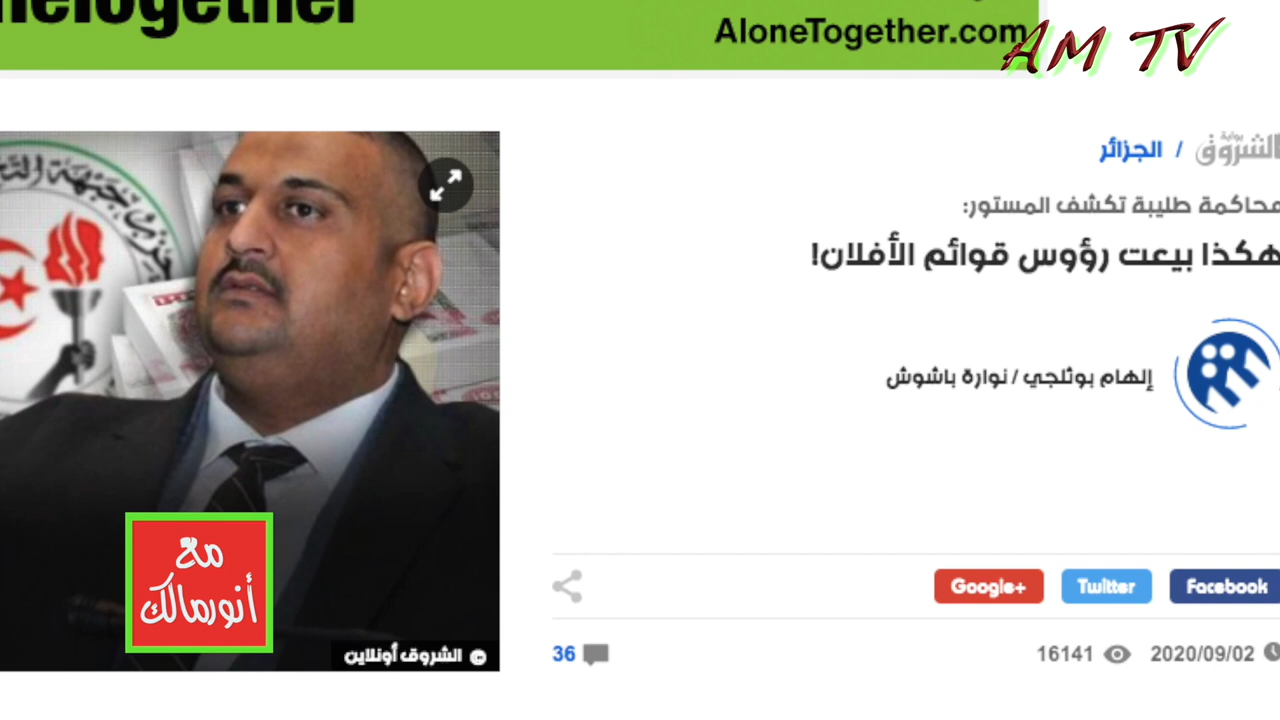 AloneTogether.com
AM TV
الشروق / الجزائر
محاكمة طليبة تكشف المستور:
هكذا بيعت رؤوس قوائم الأفلان!
إلهام بوثلجي / نوارة باشوش
مع
أنورمالك
الشروق أونلاين
Google+ Twitter Facebook
36
16141 2020/09/02